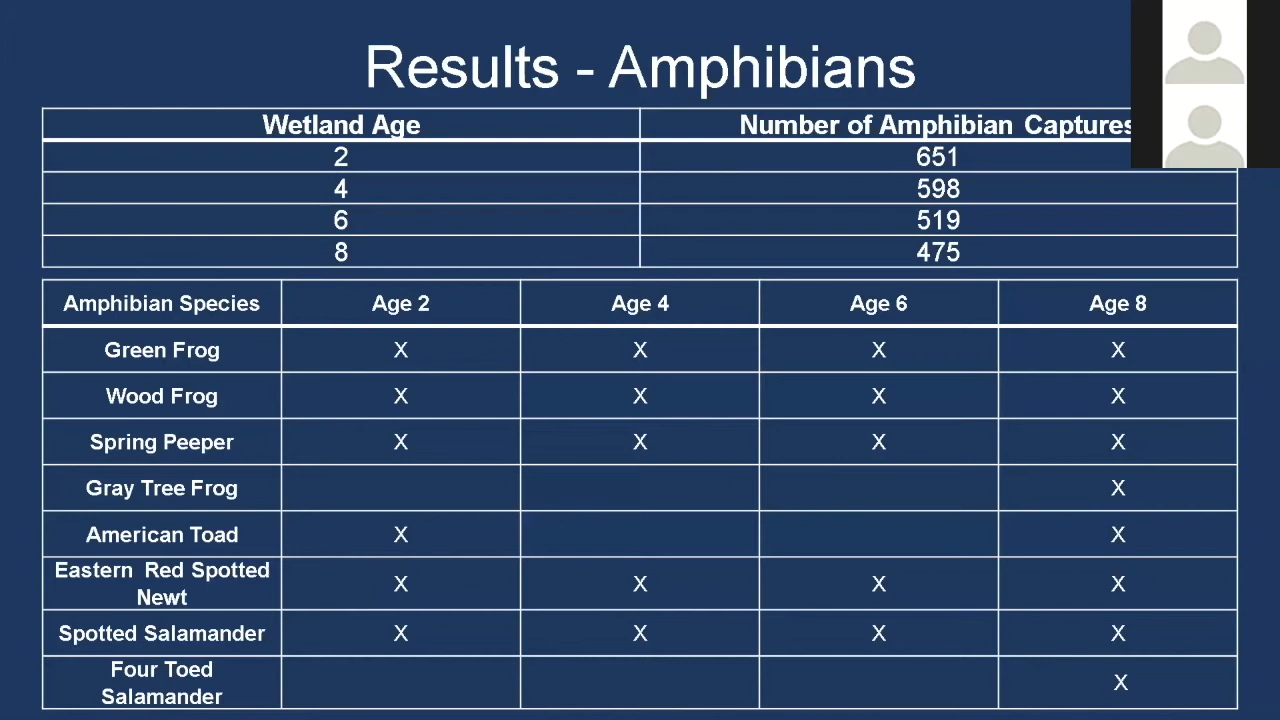 Results - Amphibians
Wetland Age Number of Amphibian Captures
2 651
4 598
6 519
8 475
Amphibian Species Age 2 Age 4 Age 6 Age 8
Green Frog X X X X
Wood Frog X X X X
Spring Peeper X X X X
Gray Tree Frog X
American Toad X X
Eastern Red Spotted
Newt X X X X
Spotted Salamander X X X X
Four Toed
Salamander X